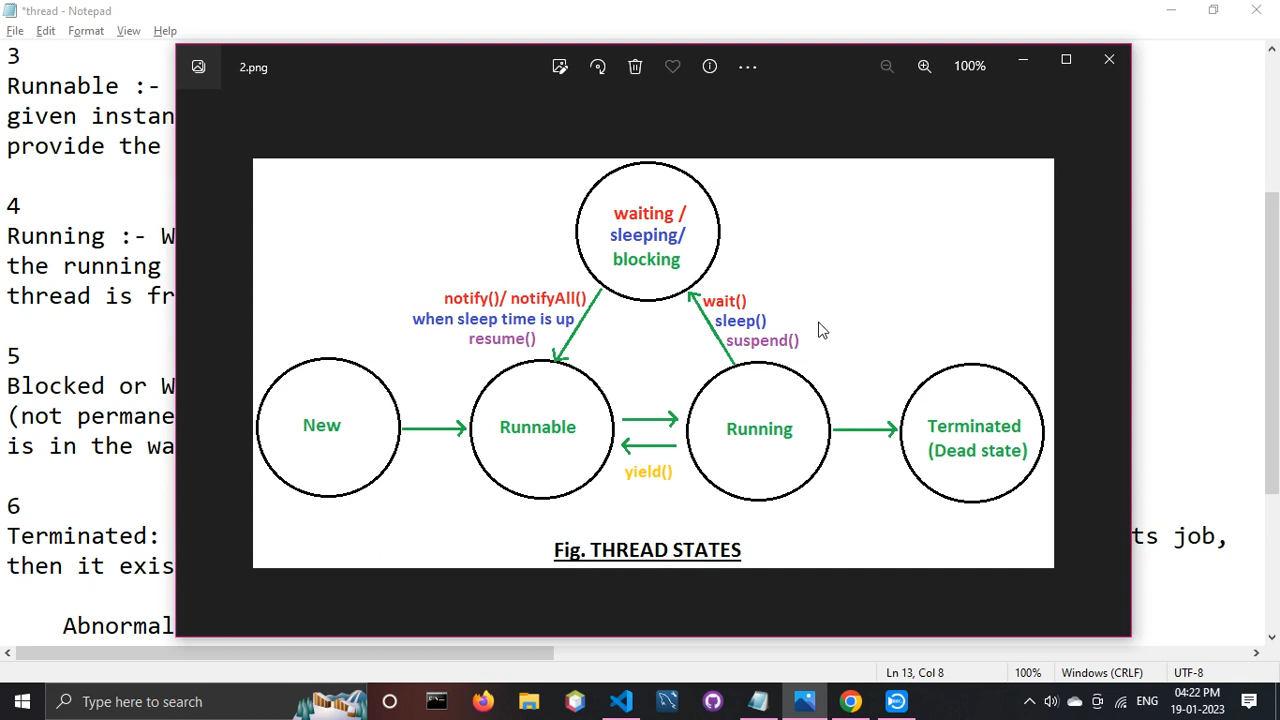 *thread - Notepad
File Edit Format View Help
3
Runnable :-
given instan
provide the
4
Running :- W
the running
thread is fr
5
Blocked or W
(not permane
is in the wa
6
Terminated: ts job,
then it exis
Abnormal
2.png
100%
waiting /
sleeping/
blocking
notify()/ notifyAll()
when sleep time is up
resume()
wait()
sleep()
suspend()
New
Runnable
Running
Terminated
(Dead state)
yield()
Fig. THREAD STATES
Ln 13, Col 8 100% Windows (CRLF) UTF-8
Type here to search
ENG
04:22 PM
19-01-2023